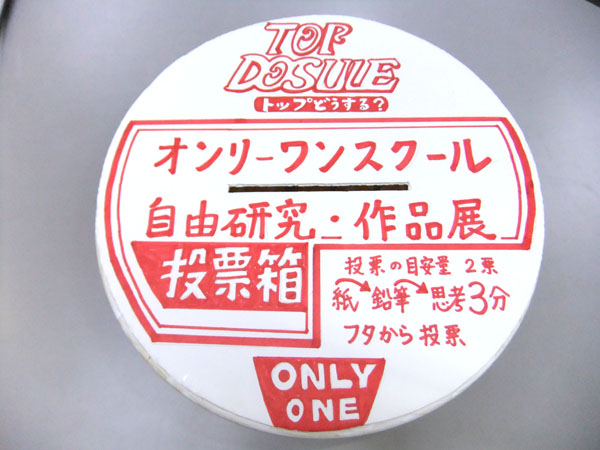 TOP
DOSULE
トップどうする?
オンリーワンスクール
自由研究・作品展
投票箱
投票の目安量 2票
紙 鉛筆 思考3分
フタから投票
ONLY
ONE